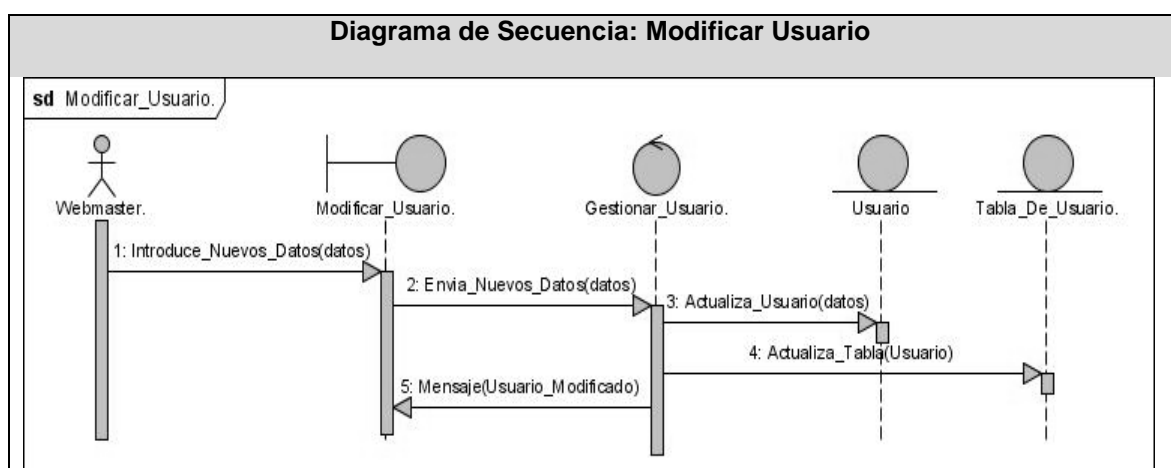 Diagrama de Secuencia: Modificar Usuario
sd Modificar_Usuario.
Webmaster.
Modificar_Usuario.
Gestionar_Usuario.
Usuario
Tabla_De_Usuario.
1: Introduce_Nuevos_Datos(datos)
2: Envia_Nuevos_Datos(datos)
3: Actualiza_Usuario(datos)
4: Actualiza_Tabla(Usuario)
5: Mensaje(Usuario_Modificado)